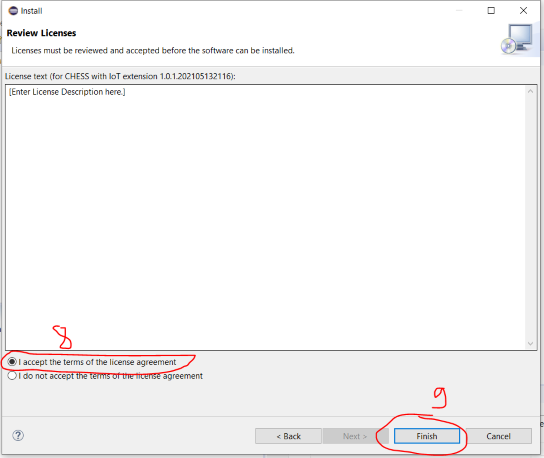 Install
Review Licenses
Licenses must be reviewed and accepted before the software can be installed.
License text (for CHESS with IoT extension 1.0.1.202105132116):
[Enter License Description here.]
8
I accept the terms of the license agreement
I do not accept the terms of the license agreement
9
?
< Back
Next >
Finish
Cancel